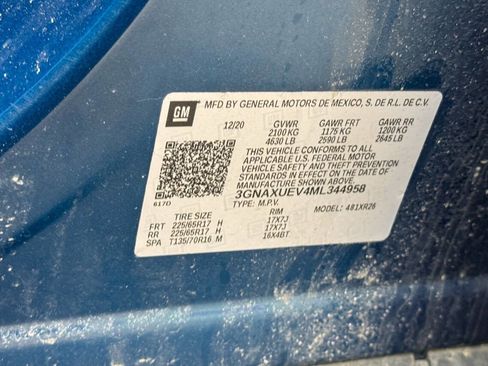 GM
MFD BY GENERAL MOTORS DE MEXICO, S. DE R.L. DE C.V.
12/20 GVWR GAWR FRT GAWR RR
2100 KG 1175 KG 1200 KG
4630 LB 2590 LB 2645 LB
THIS VEHICLE CONFORMS TO ALL
APPLICABLE U.S. FEDERAL MOTOR
VEHICLE SAFETY AND THEFT PREVENTION
STANDARDS IN EFFECT ON THE DATE OF
MANUFACTURE SHOWN ABOVE.
3GNAXUEV4ML344958
617D TYPE: M.P.V. MODEL: 481XR26
TIRE SIZE RIM
FRT 225/65R17 H 17X7J
RR 225/65R17 H 17X7J
SPA T135/70R16 M 16X4BT